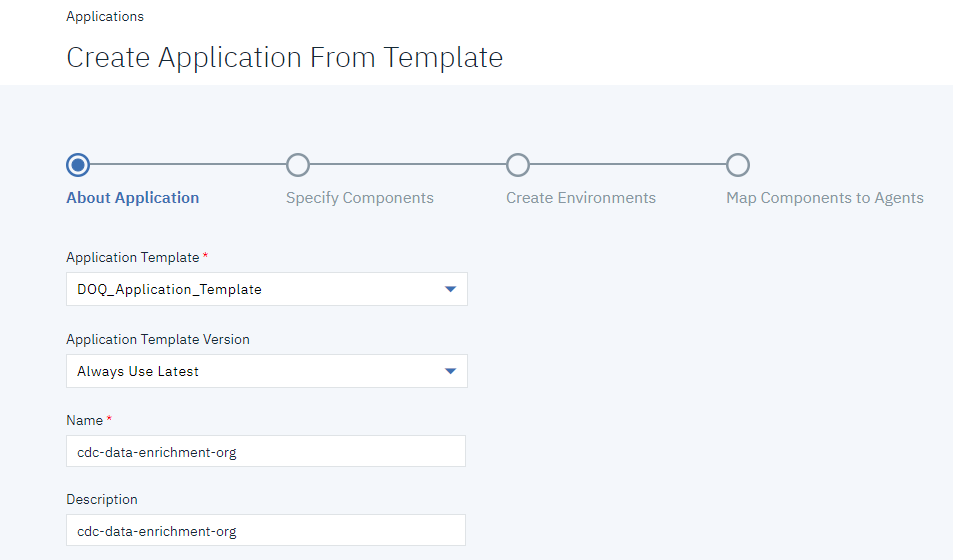 Applications
Create Application From Template
About Application
Specify Components
Create Environments
Map Components to Agents
Application Template *
DOQ_Application_Template
Application Template Version
Always Use Latest
Name *
cdc-data-enrichment-org
Description
cdc-data-enrichment-org